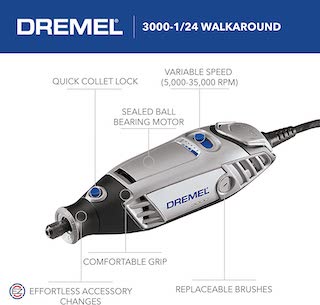 DREMEL
3000-1/24 WALKAROUND
VARIABLE SPEED
(5,000-35,000 RPM)
QUICK COLLET LOCK
SEALED BALL
BEARING MOTOR
DREMEL
COMFORTABLE GRIP
EFFORTLESS ACCESSORY
CHANGES
REPLACEABLE BRUSHES